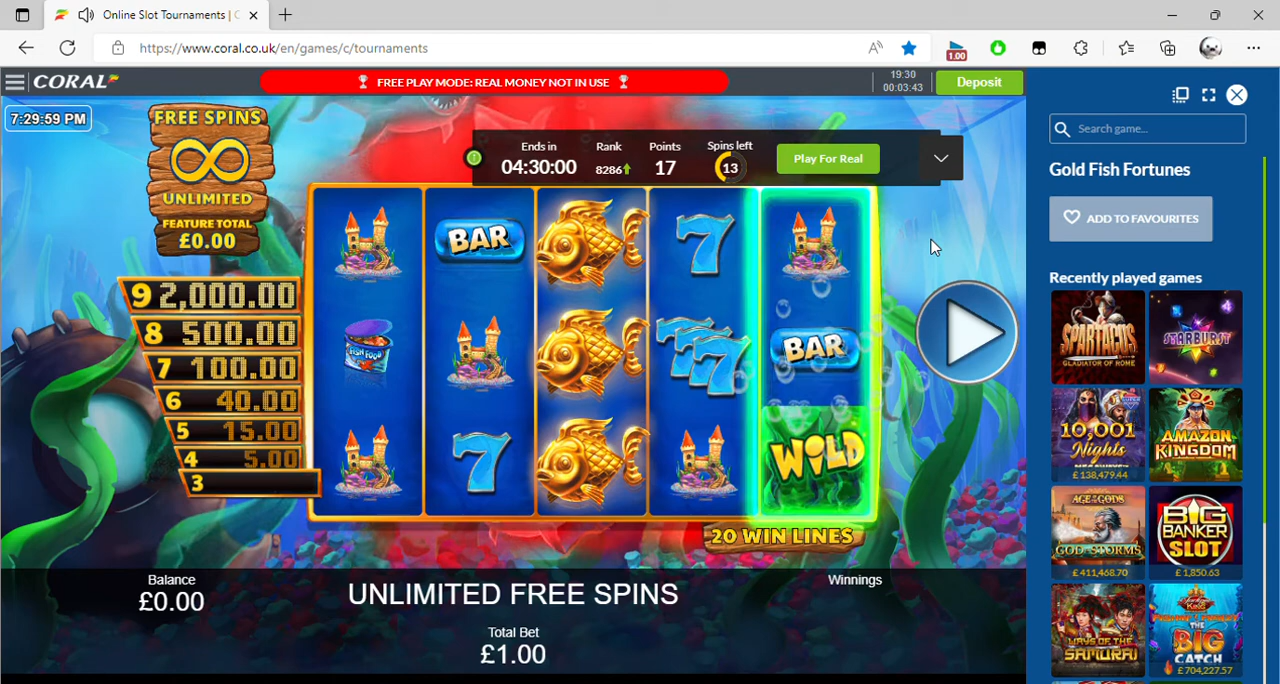 Online Slot Tournaments | C
https://www.coral.co.uk/en/games/c/tournaments
1.00
CORAL
FREE PLAY MODE: REAL MONEY NOT IN USE
19:30
00:03:43
Deposit
7:29:59 PM
FREE SPINS
UNLIMITED
FEATURE TOTAL
£0.00
Ends in
04:30:00
Rank
8286
Points
17
Spins left
13
Play For Real
Search game...
Gold Fish Fortunes
ADD TO FAVOURITES
Recently played games
9 2,000.00
8 500.00
7 100.00
6 40.00
5 15.00
4 5.00
3
BAR
7
FISH FOOD
777
BAR
7
WILD
20 WIN LINES
SPARTACUS
GLADIATOR OF ROME
STARBURST
10,001
Nights
MEGAWAYS
£ 138,479.44
AMAZON
KINGDOM
AGE OF THE GODS
GOD OF STORMS
£ 411,468.70
BIG
BANKER
SLOT
£ 1,850.63
WAYS OF THE
SAMURAI
THE
BIG
CATCH
£ 704,227.57
Balance
£0.00
UNLIMITED FREE SPINS
Total Bet
£1.00
Winnings